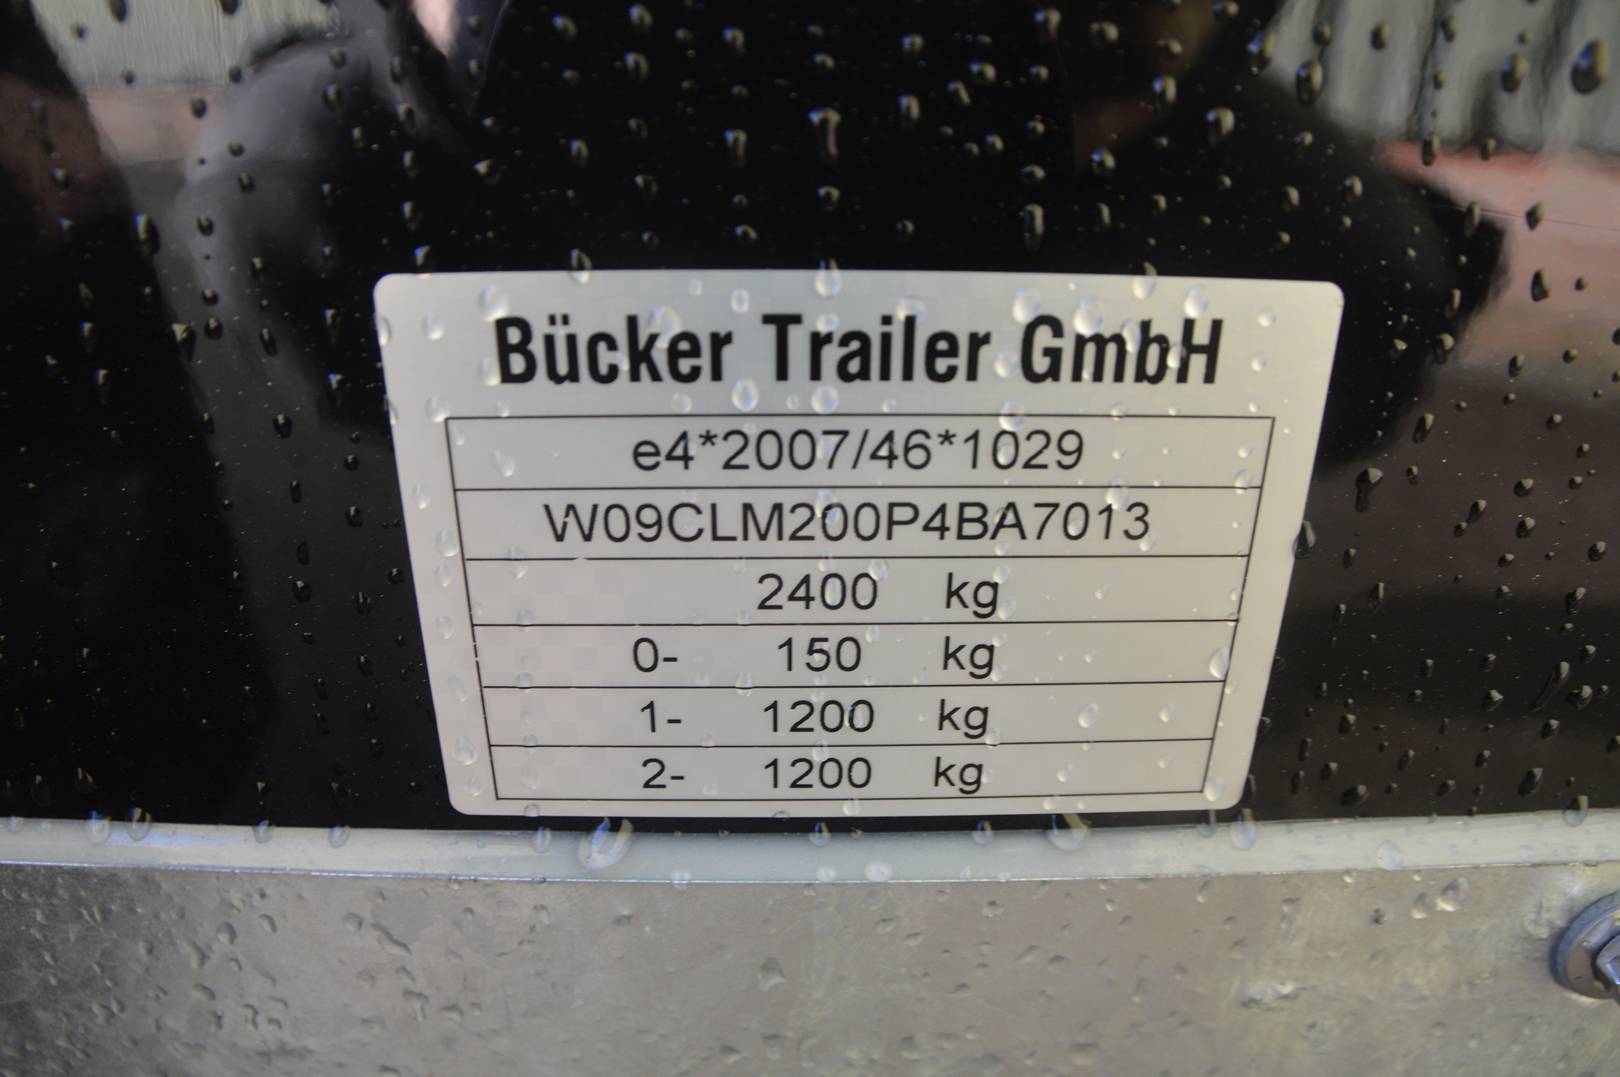 Bücker Trailer GmbH
e4*2007/46*1029
W09CLM200P4BA7013
2400 kg
0- 150 kg
1- 1200 kg
2- 1200 kg